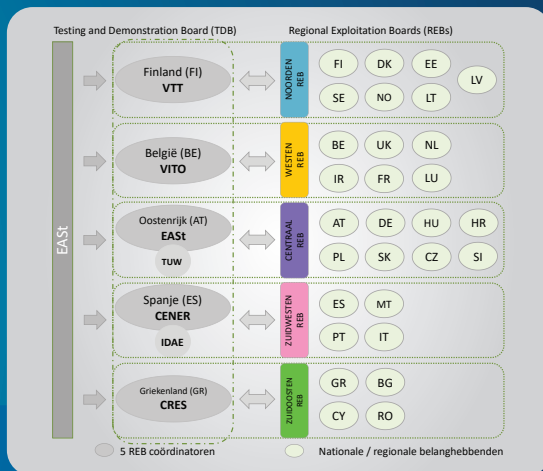 Testing and Demonstration Board (TDB)
Regional Exploitation Boards (REBs)
EASt
Finland (FI)
VTT
NOORDEN
REB
FI DK EE
LV
SE NO LT
België (BE)
VITO
WESTEN
REB
BE UK NL
IR FR LU
Oostenrijk (AT)
EASt
TUW
CENTRAAL
REB
AT DE HU HR
PL SK CZ SI
Spanje (ES)
CENER
IDAE
ZUIDWESTEN
REB
ES MT
PT IT
Griekenland (GR)
CRES
ZUIDOOSTEN
REB
GR BG
CY RO
5 REB coördinatoren
Nationale / regionale belanghebbenden